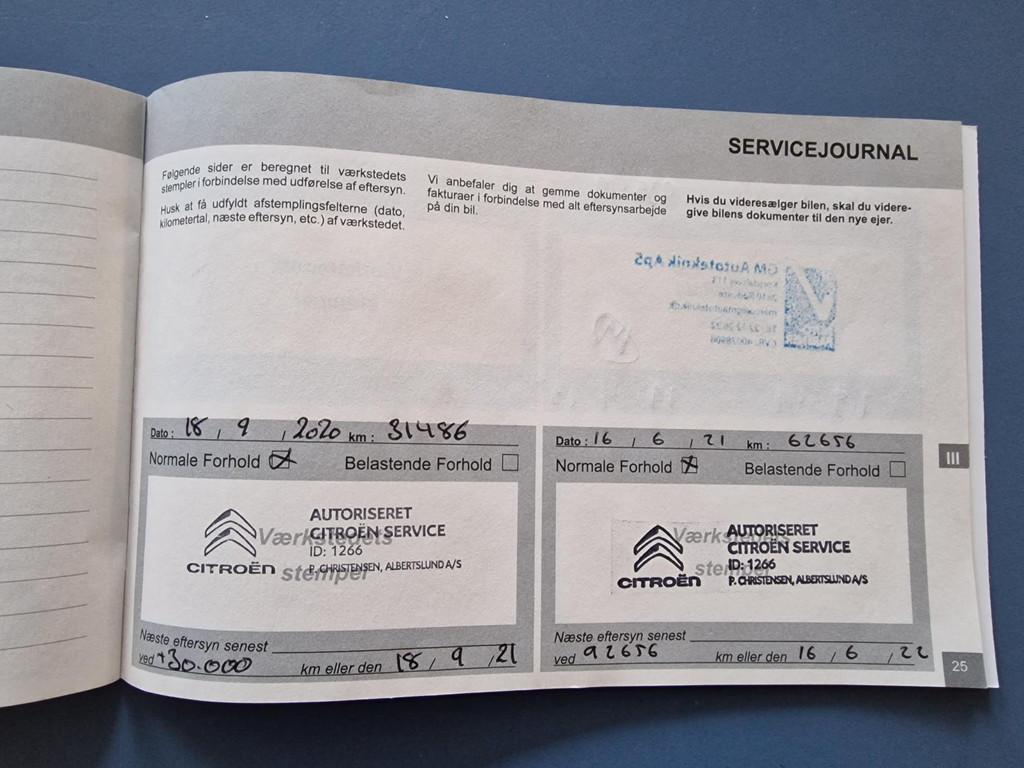 SERVICEJOURNAL
Følgende sider er beregnet til værkstedets
stempler i forbindelse med udførelse af eftersyn.
Husk at få udfyldt afstemplingsfelterne (dato,
kilometertal, næste eftersyn, etc.) af værkstedet.
Vi anbefaler dig at gemme dokumenter og
fakturaer i forbindelse med alt eftersynsarbejde
på din bil.
Hvis du videresælger bilen, skal du videre-
give bilens dokumenter til den nye ejer.
GM Autoteknik ApS
Dato : 18 / 9 / 2020 km : 31486
Normale Forhold Belastende Forhold
Værkstedets
stempel
AUTORISERET
CITROËN SERVICE
ID: 1266
P. CHRISTENSEN, ALBERTSLUND A/S
CITROËN
Næste eftersyn senest
ved +30.000 km eller den 18 / 9 / 21
Dato : 16 / 6 / 21 km : 62656
Normale Forhold Belastende Forhold
Værkstedets
stempel
AUTORISERET
CITROËN SERVICE
ID: 1266
P. CHRISTENSEN, ALBERTSLUND A/S
CITROËN
Næste eftersyn senest
ved 92656 km eller den 16 / 6 / 22
III
25